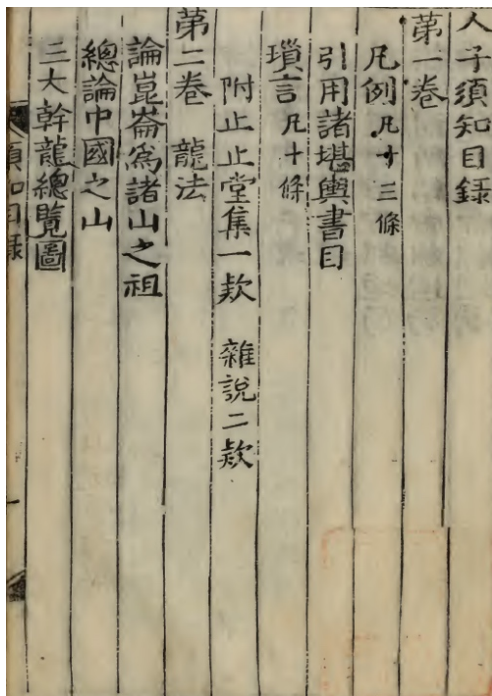 人子須知目錄
第一卷
凡例凡十三條
引用諸堪輿書目
瑣言凡十條
附止止堂集一款 雜說二款
第二卷 龍法
論崑崙為諸山之祖
總論中國之山
三大幹龍總覽圖
須知目錄
一